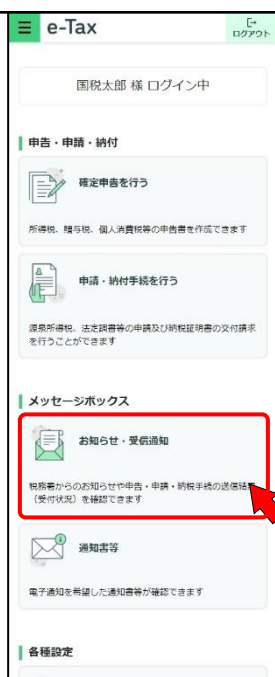 e-Tax
ログアウト
国税太郎 様 ログイン中
申告・申請・納付
確定申告を行う
所得税、贈与税、個人消費税等の申告書を作成できます
申請・納付手続を行う
源泉所得税、法定調書等の申請及び納税証明書の交付請求
を行うことができます
メッセージボックス
お知らせ・受信通知
税務署からのお知らせや申告・申請・納税手続の送信結果
（受付状況）を確認できます
通知書等
電子通知を希望した通知書等が確認できます
各種設定